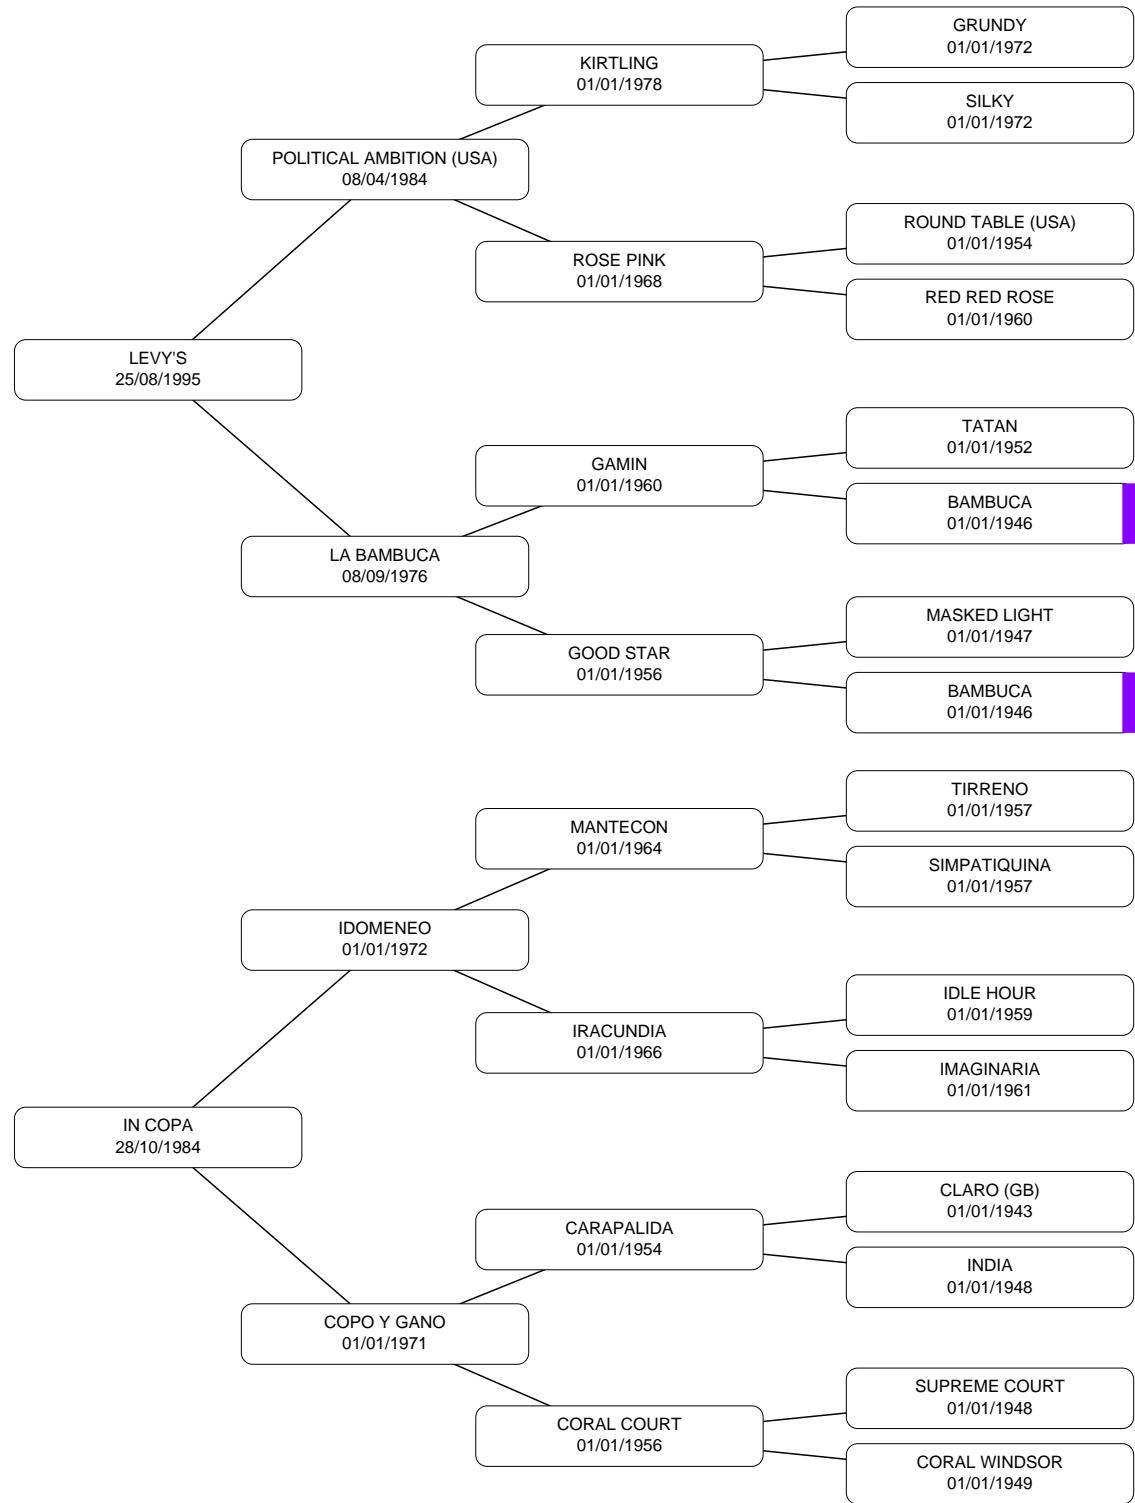 GRUNDY
01/01/1972
KIRTLING
01/01/1978
SILKY
01/01/1972
POLITICAL AMBITION (USA)
08/04/1984
ROUND TABLE (USA)
01/01/1954
ROSE PINK
01/01/1968
RED RED ROSE
01/01/1960
LEVY'S
25/08/1995
TATAN
01/01/1952
GAMIN
01/01/1960
BAMBUCA
01/01/1946
LA BAMBUCA
08/09/1976
MASKED LIGHT
01/01/1947
GOOD STAR
01/01/1956
BAMBUCA
01/01/1946
TIRRENO
01/01/1957
MANTECON
01/01/1964
SIMPATIQUINA
01/01/1957
IDOMENEO
01/01/1972
IDLE HOUR
01/01/1959
IRACUNDIA
01/01/1966
IMAGINARIA
01/01/1961
IN COPA
28/10/1984
CLARO (GB)
01/01/1943
CARAPALIDA
01/01/1954
INDIA
01/01/1948
COPO Y GANO
01/01/1971
SUPREME COURT
01/01/1948
CORAL COURT
01/01/1956
CORAL WINDSOR
01/01/1949